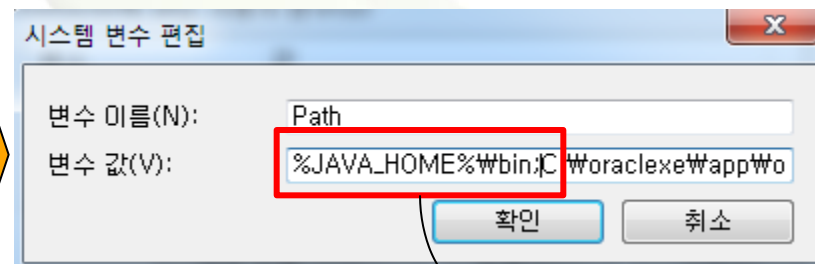 시스템 변수 편집
변수 이름(N): Path
변수 값(V): %JAVA_HOME%₩bin;C:₩oraclexe₩app₩o
확인 취소